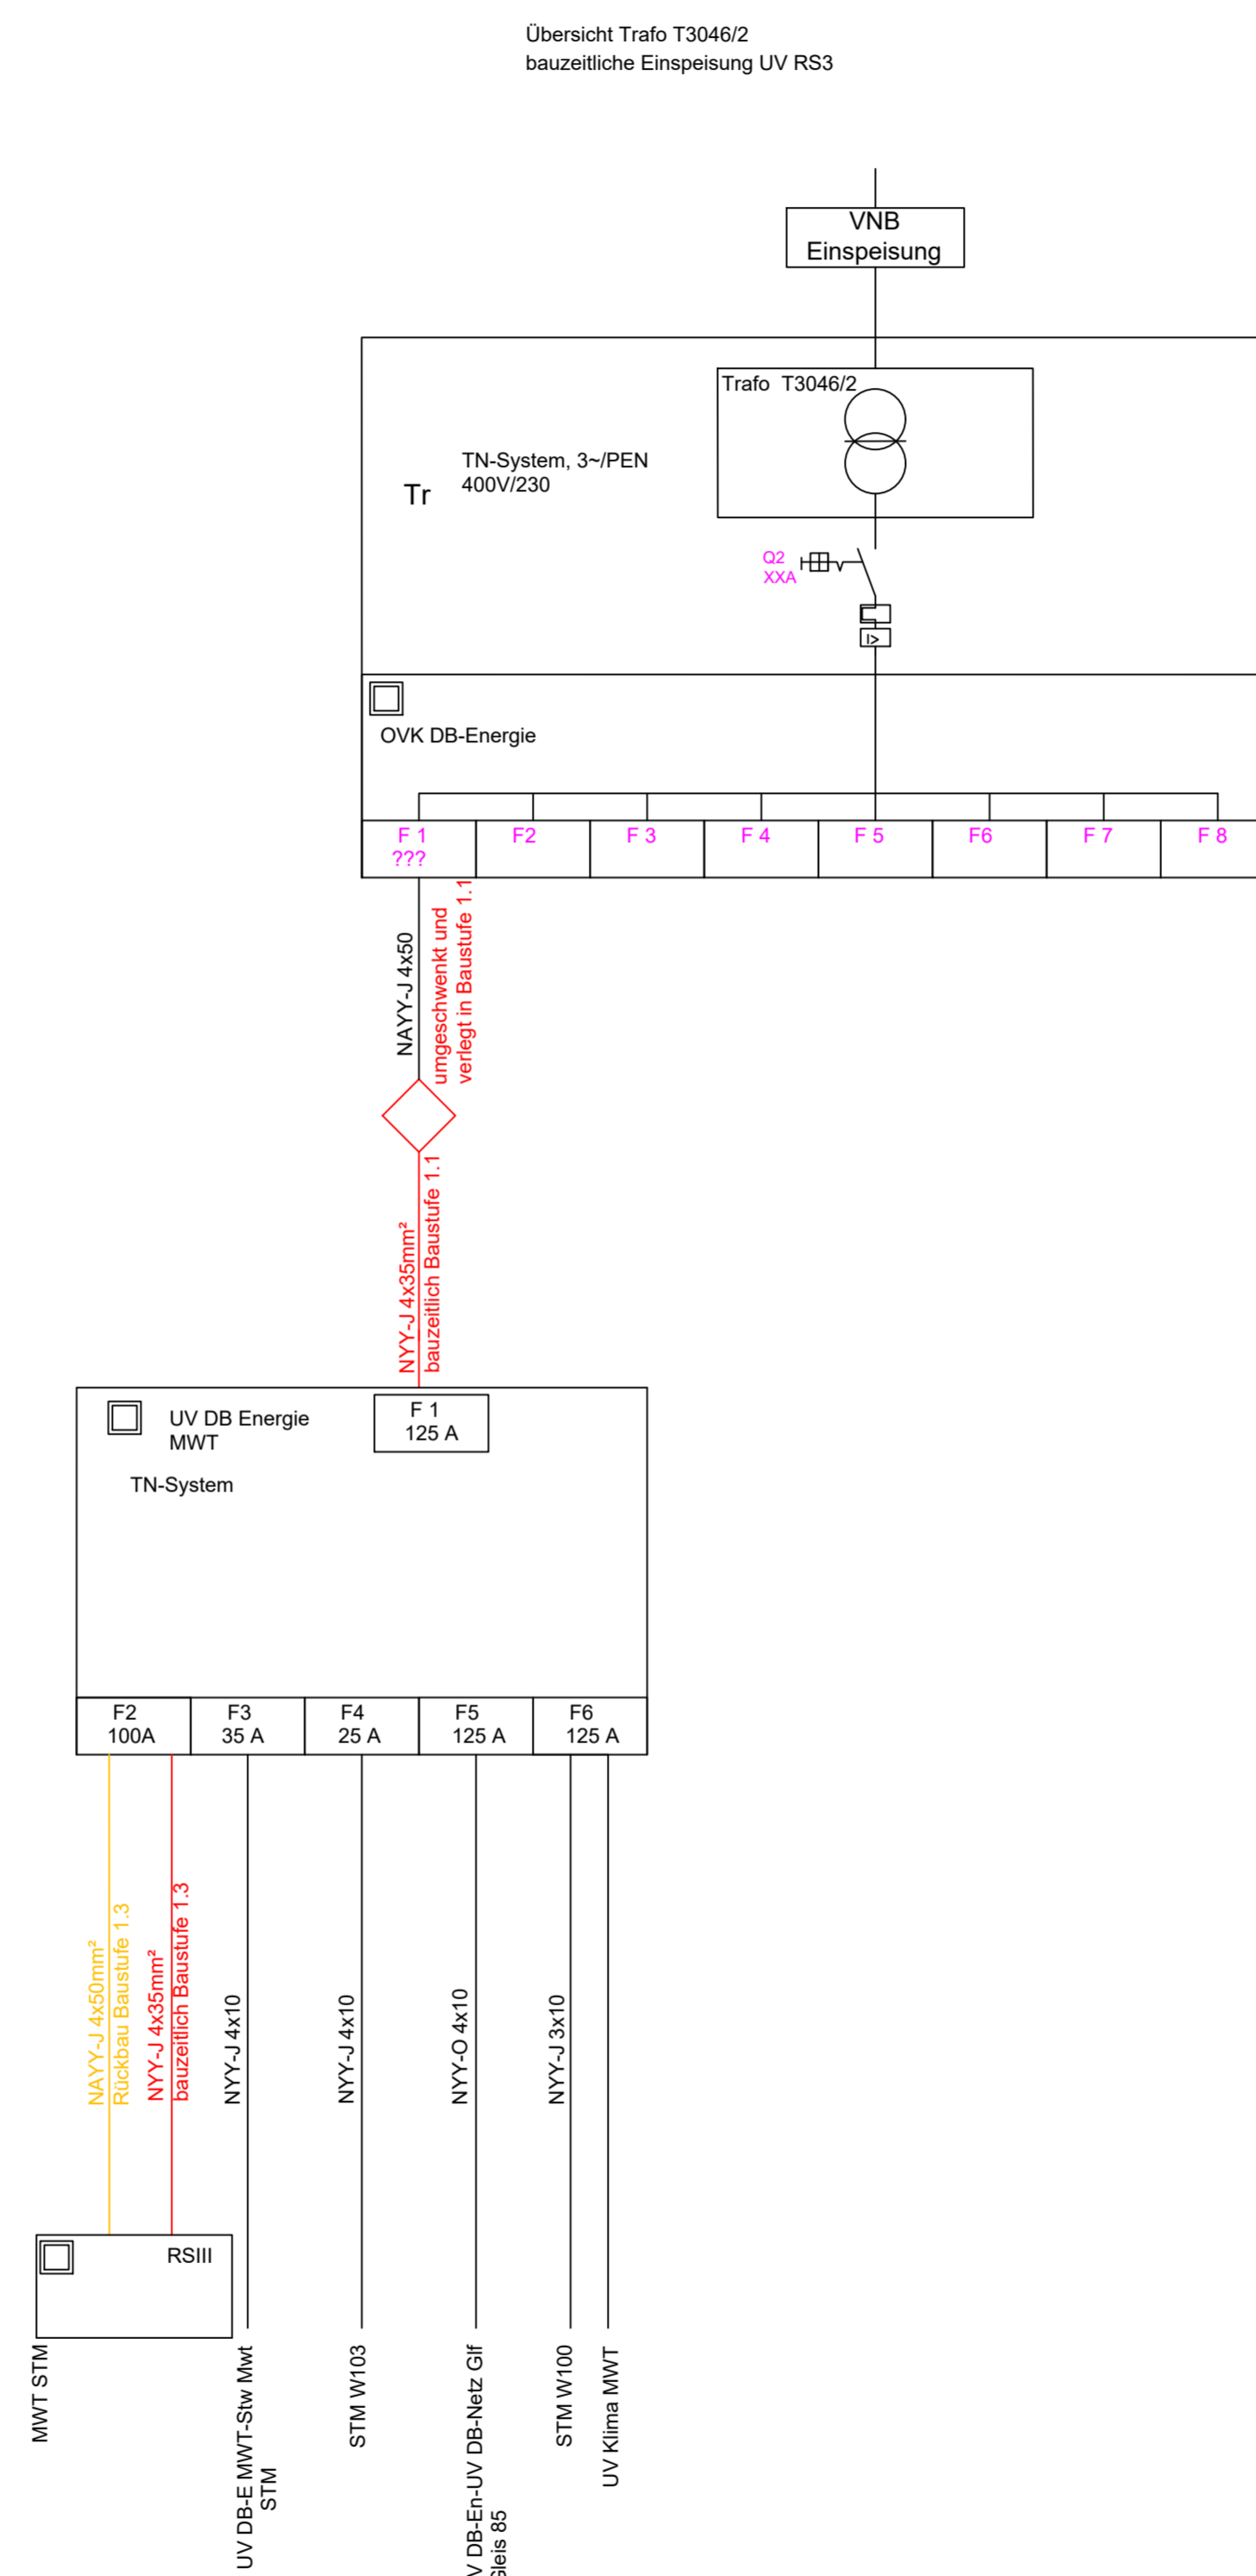 Übersicht Trafo T3046/2
bauzeitliche Einspeisung UV RS3
VNB
Einspeisung
Trafo T3046/2
TN-System, 3~/PEN
400V/230
Tr
Q2
XXA
I>
OVK DB-Energie
F 1
???
F2
F 3
F 4
F 5
F6
F 7
F 8
NAYY-J 4x50
umgeschwenkt und
verlegt in Baustufe 1.1
NYY-J 4x35mm²
bauzeitlich Baustufe 1.1
UV DB Energie
MWT
F 1
125 A
TN-System
F2
100A
F3
35 A
F4
25 A
F5
125 A
F6
125 A
NAYY-J 4x50mm²
Rückbau Baustufe 1.3
NYY-J 4x35mm²
bauzeitlich Baustufe 1.3
NYY-J 4x10
NYY-J 4x10
NYY-O 4x10
NYY-J 3x10
RSIII
MWT STM
UV DB-E MWT-Stw Mwt
STM
STM W103
V DB-En-UV DB-Netz Glf
Gleis 85
STM W100
UV Klima MWT